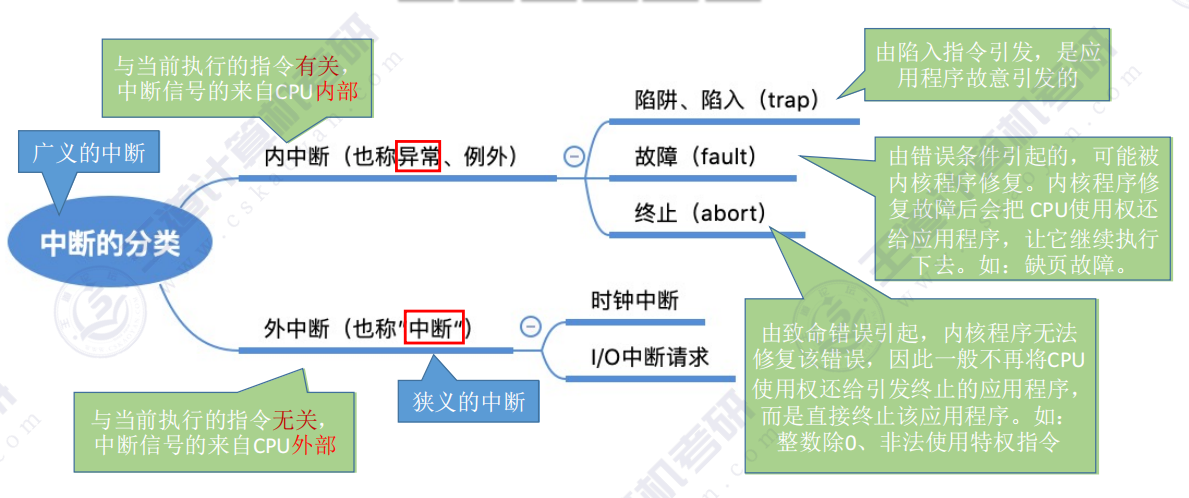 与当前执行的指令有关，
中断信号的来自CPU内部
由陷入指令引发，是应
用程序故意引发的
广义的中断
中断的分类
内中断（也称异常、例外）
陷阱、陷入（trap）
故障（fault）
终止（abort）
由错误条件引起的，可能被
内核程序修复。内核程序修
复故障后会把 CPU使用权还
给应用程序，让它继续执行
下去。如：缺页故障。
外中断（也称“中断“）
时钟中断
I/O中断请求
狭义的中断
与当前执行的指令无关，
中断信号的来自CPU外部
由致命错误引起，内核程序无法
修复该错误，因此一般不再将CPU
使用权还给引发终止的应用程序，
而是直接终止该应用程序。如：
整数除0、非法使用特权指令